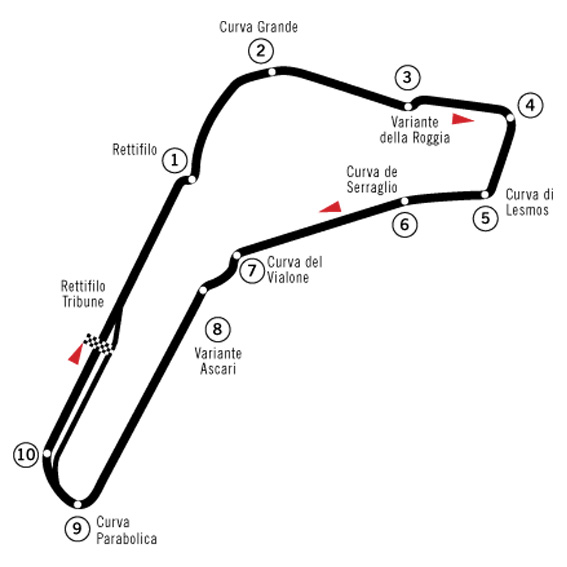 Curva Grande
2
3
4
Variante
della Roggia
Rettifilo
1
Curva de
Serraglio
Curva di
Lesmos
5
6
Curva del
Vialone
7
Rettifilo
Tribune
8
Variante
Ascari
10
9
Curva
Parabolica